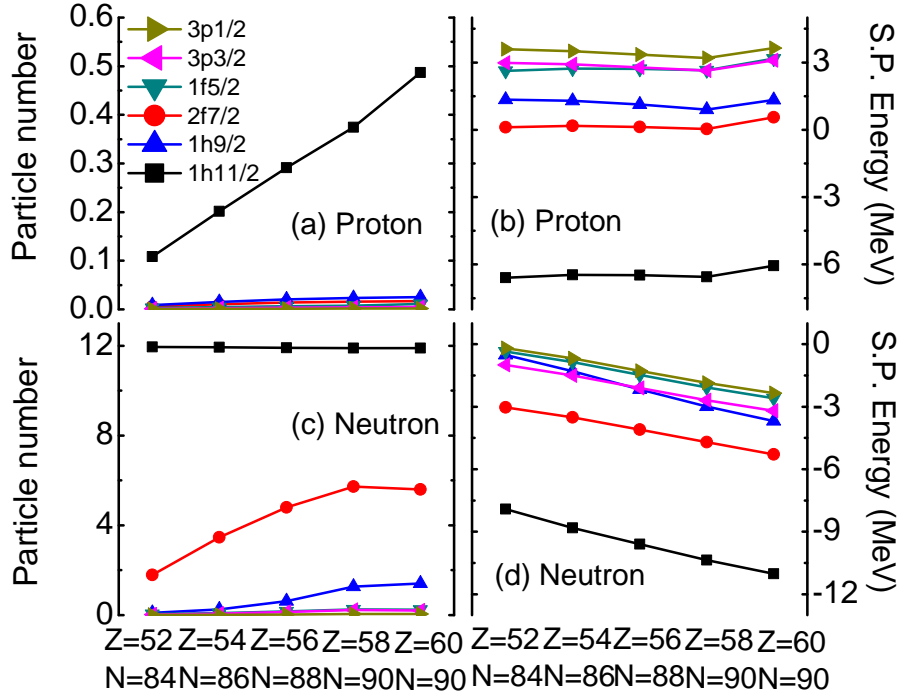 Particle number
0.6
0.5
0.4
0.3
0.2
0.1
0.0
3p1/2
3p3/2
1f5/2
2f7/2
1h9/2
1h11/2
(a) Proton
(b) Proton
3
0
-3
-6
S.P. Energy (MeV)
Particle number
12
8
4
0
(c) Neutron
(d) Neutron
0
-3
-6
-9
-12
S.P. Energy (MeV)
Z=52 Z=54 Z=56 Z=58 Z=60 Z=52 Z=54 Z=56 Z=58 Z=60
N=84 N=86 N=88 N=90 N=90 N=84 N=86 N=88 N=90 N=90